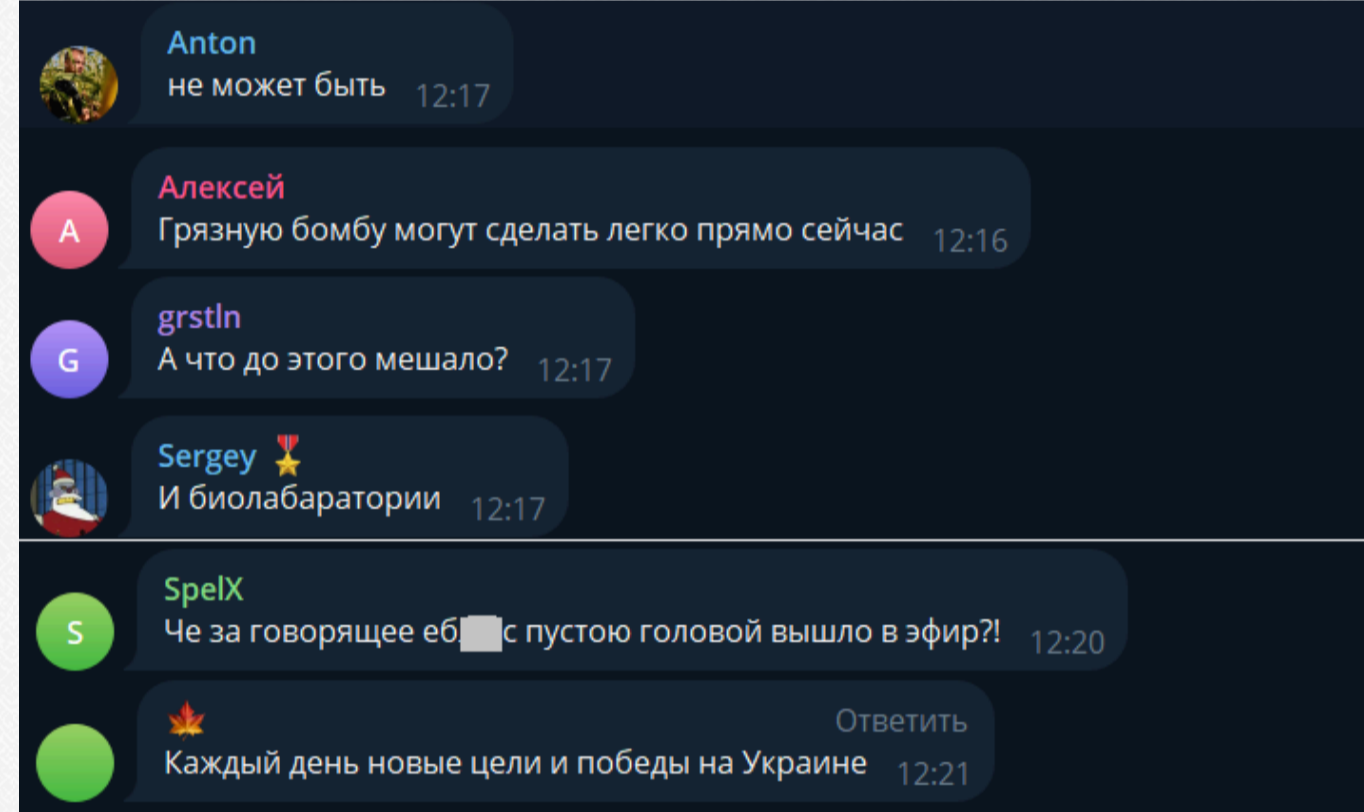 Anton
не может быть 12:17
Алексей
A
Грязную бомбу могут сделать легко прямо сейчас 12:16
grstln
G
А что до этого мешало? 12:17
Sergey
И биолабаратории 12:17
SpelX
S
Че за говорящее еб с пустою головой вышло в эфир?! 12:20
Ответить
Каждый день новые цели и победы на Украине 12:21